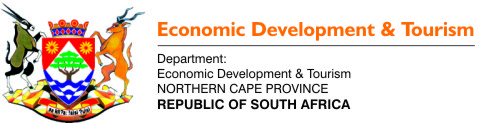 Economic Development & Tourism
Department:
Economic Development & Tourism
NORTHERN CAPE PROVINCE
REPUBLIC OF SOUTH AFRICA